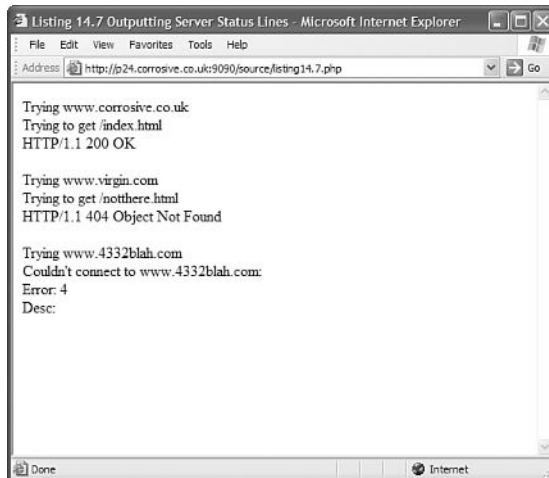 Listing 14.7 Outputting Server Status Lines - Microsoft Internet Explorer
File Edit View Favorites Tools Help
Address http://p24.corrosive.co.uk:9090/source/listing14.7.php Go
Trying www.corrosive.co.uk
Trying to get /index.html
HTTP/1.1 200 OK
Trying www.virgin.com
Trying to get /notthere.html
HTTP/1.1 404 Object Not Found
Trying www.4332blah.com
Couldn't connect to www.4332blah.com:
Error: 4
Desc:
Done Internet